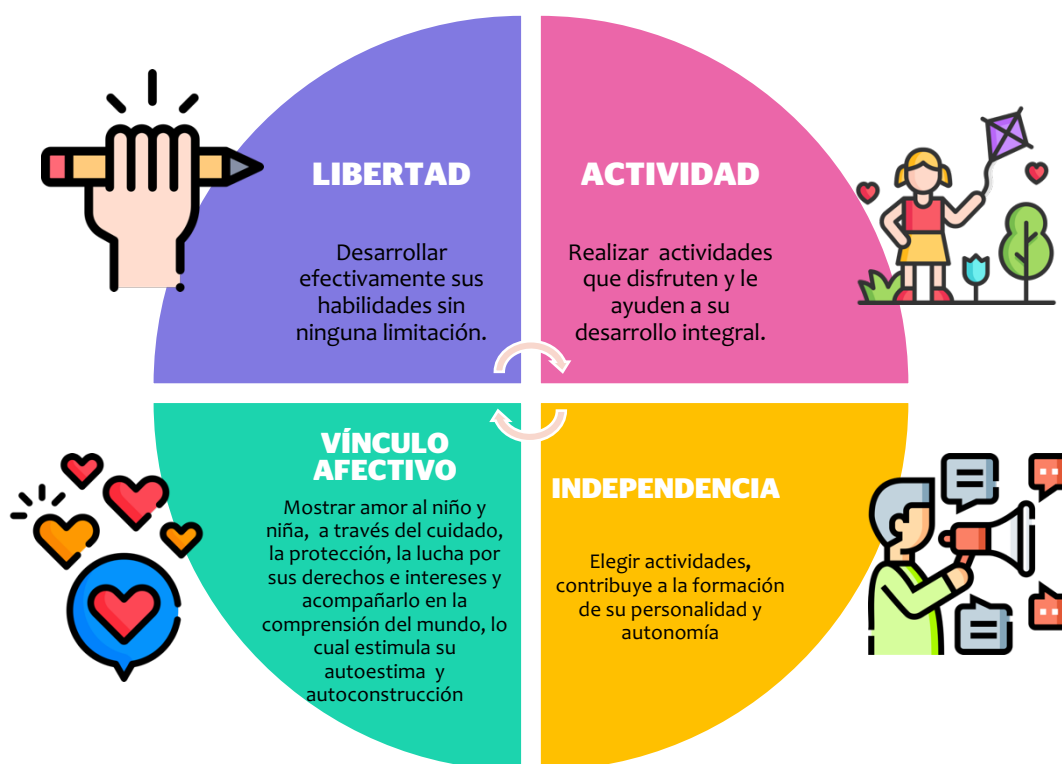 LIBERTAD
Desarrollar
efectivamente sus
habilidades sin
ninguna limitación.
ACTIVIDAD
Realizar actividades
que disfruten y le
ayuden a su
desarrollo integral.
VÍNCULO
AFECTIVO
Mostrar amor al niño y
niña, a través del cuidado,
la protección, la lucha por
sus derechos e intereses y
acompañarlo en la
comprensión del mundo, lo
cual estimula su
autoestima y
autoconstrucción
INDEPENDENCIA
Elegir actividades,
contribuye a la formación
de su personalidad y
autonomía